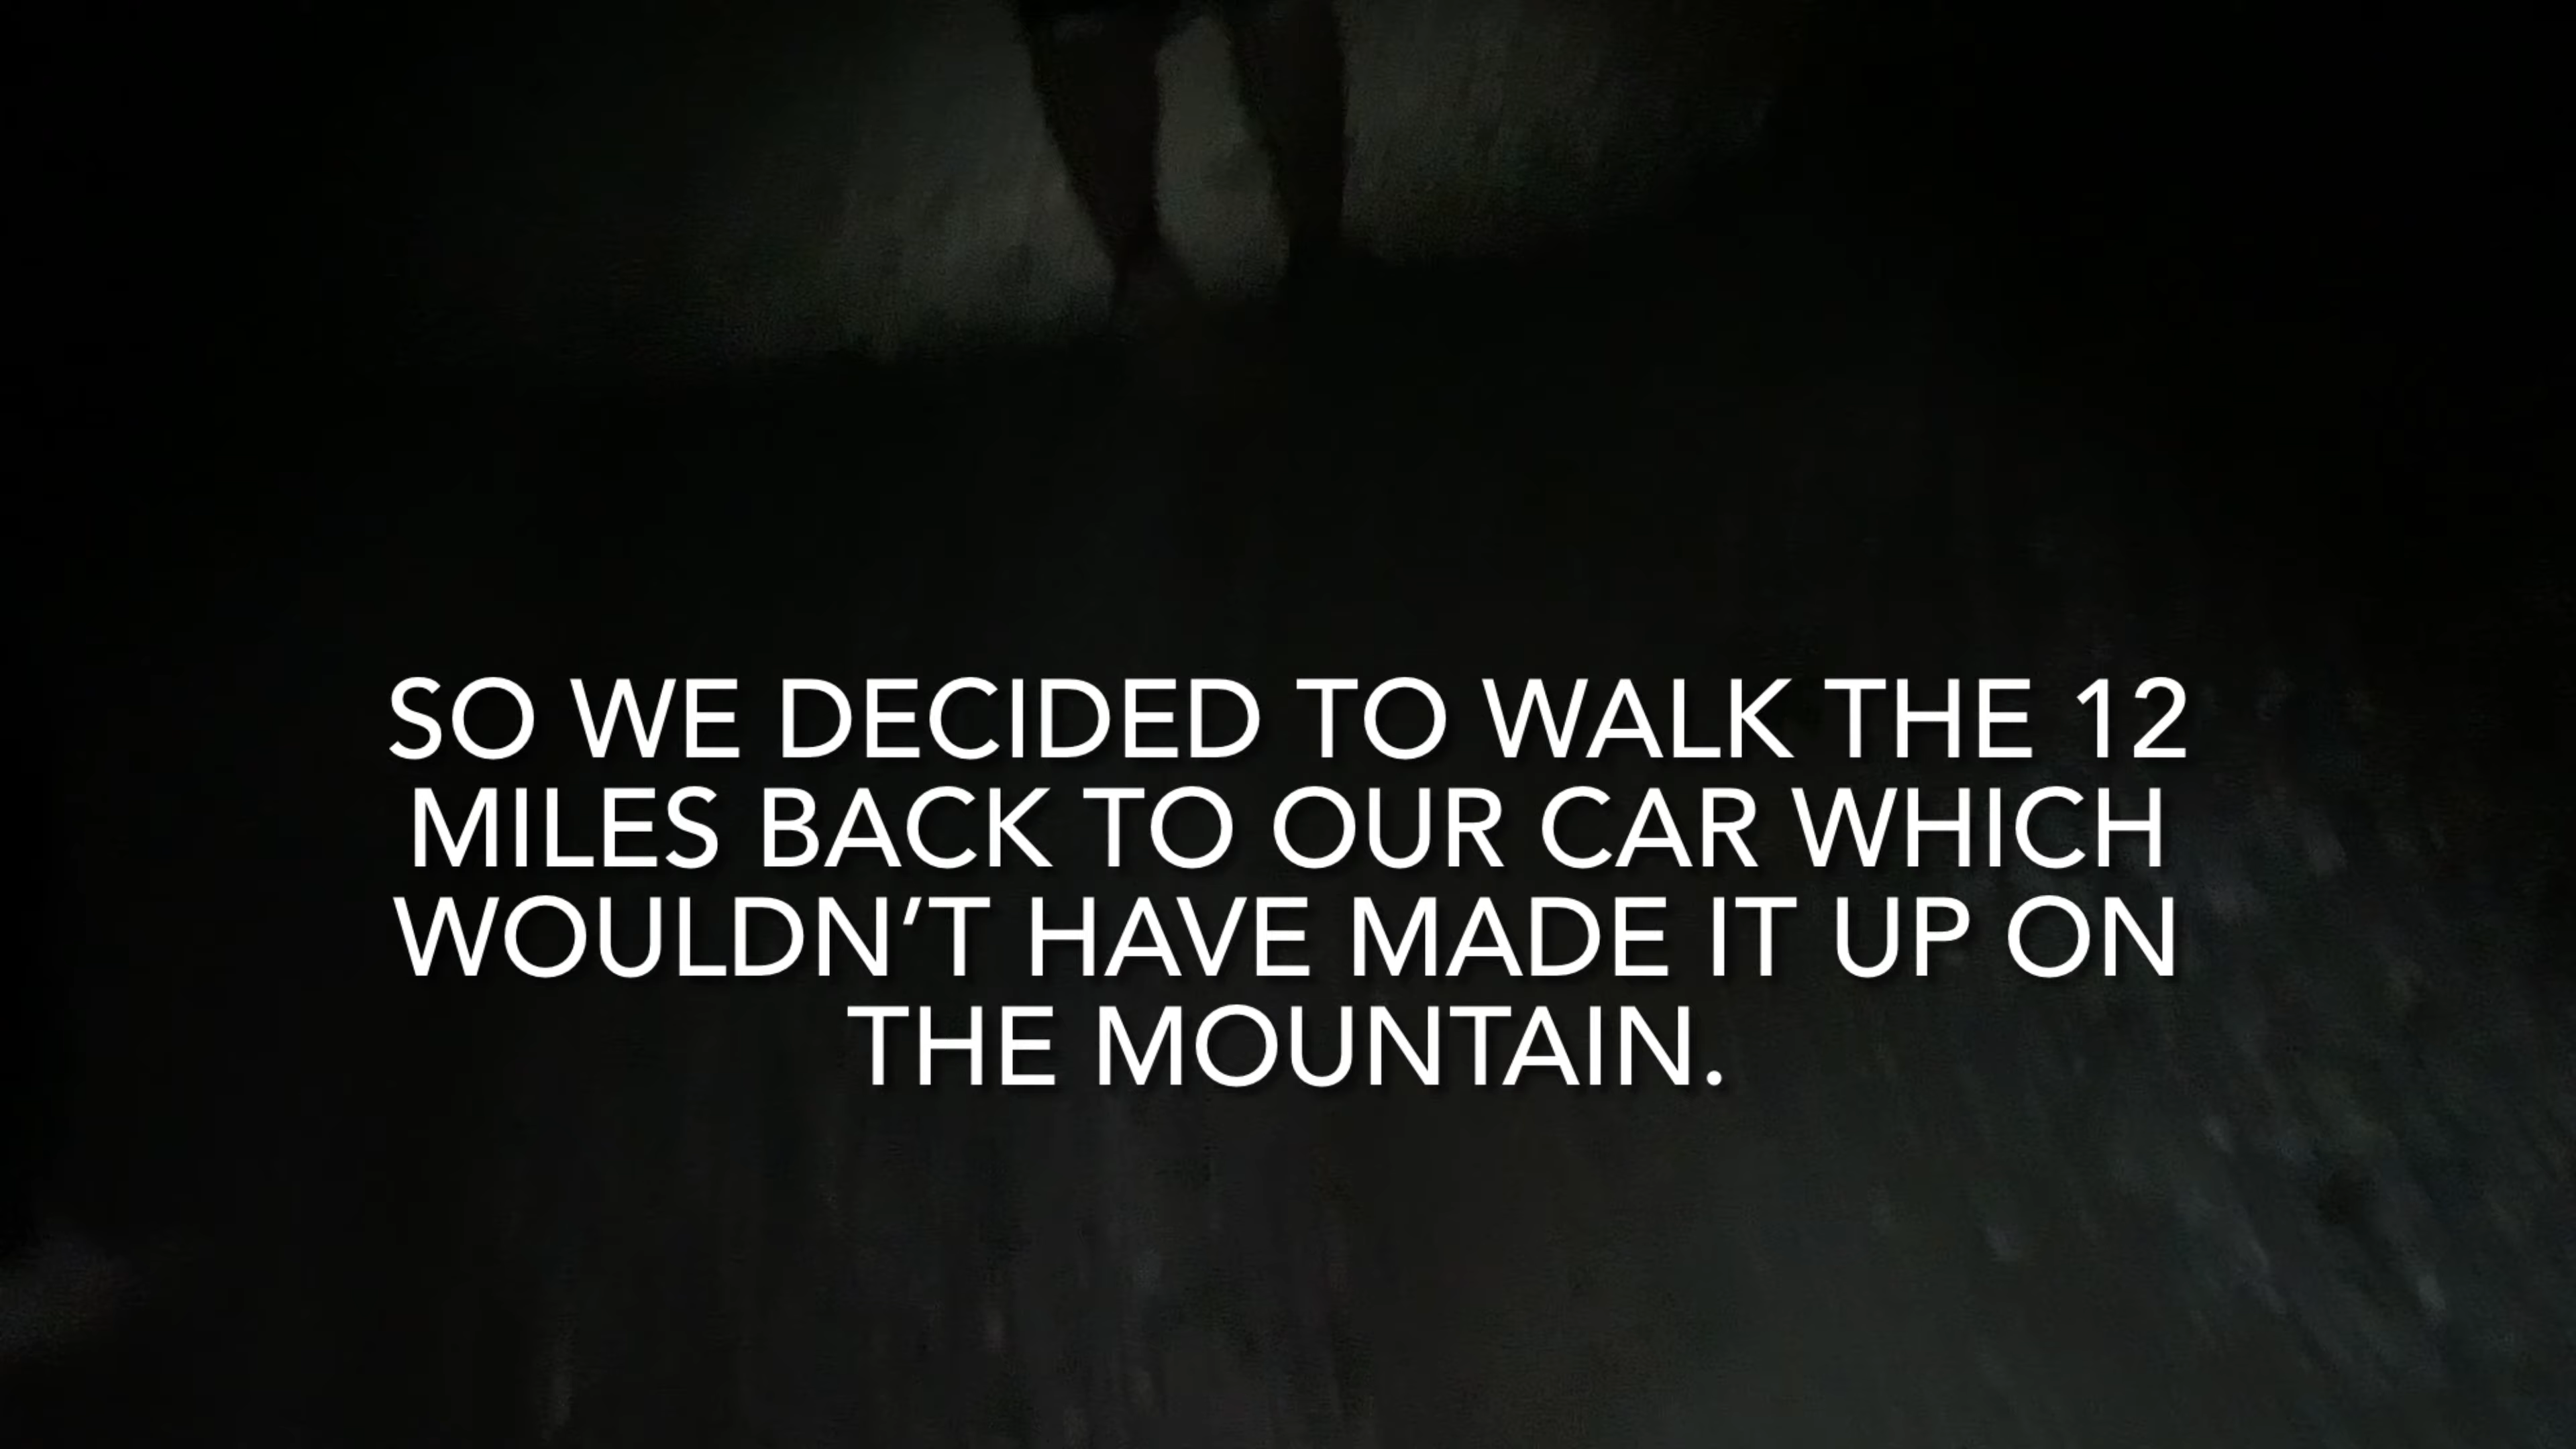 SO WE DECIDED TO WALK THE 12
MILES BACK TO OUR CAR WHICH
WOULDN’T HAVE MADE IT UP ON
THE MOUNTAIN.